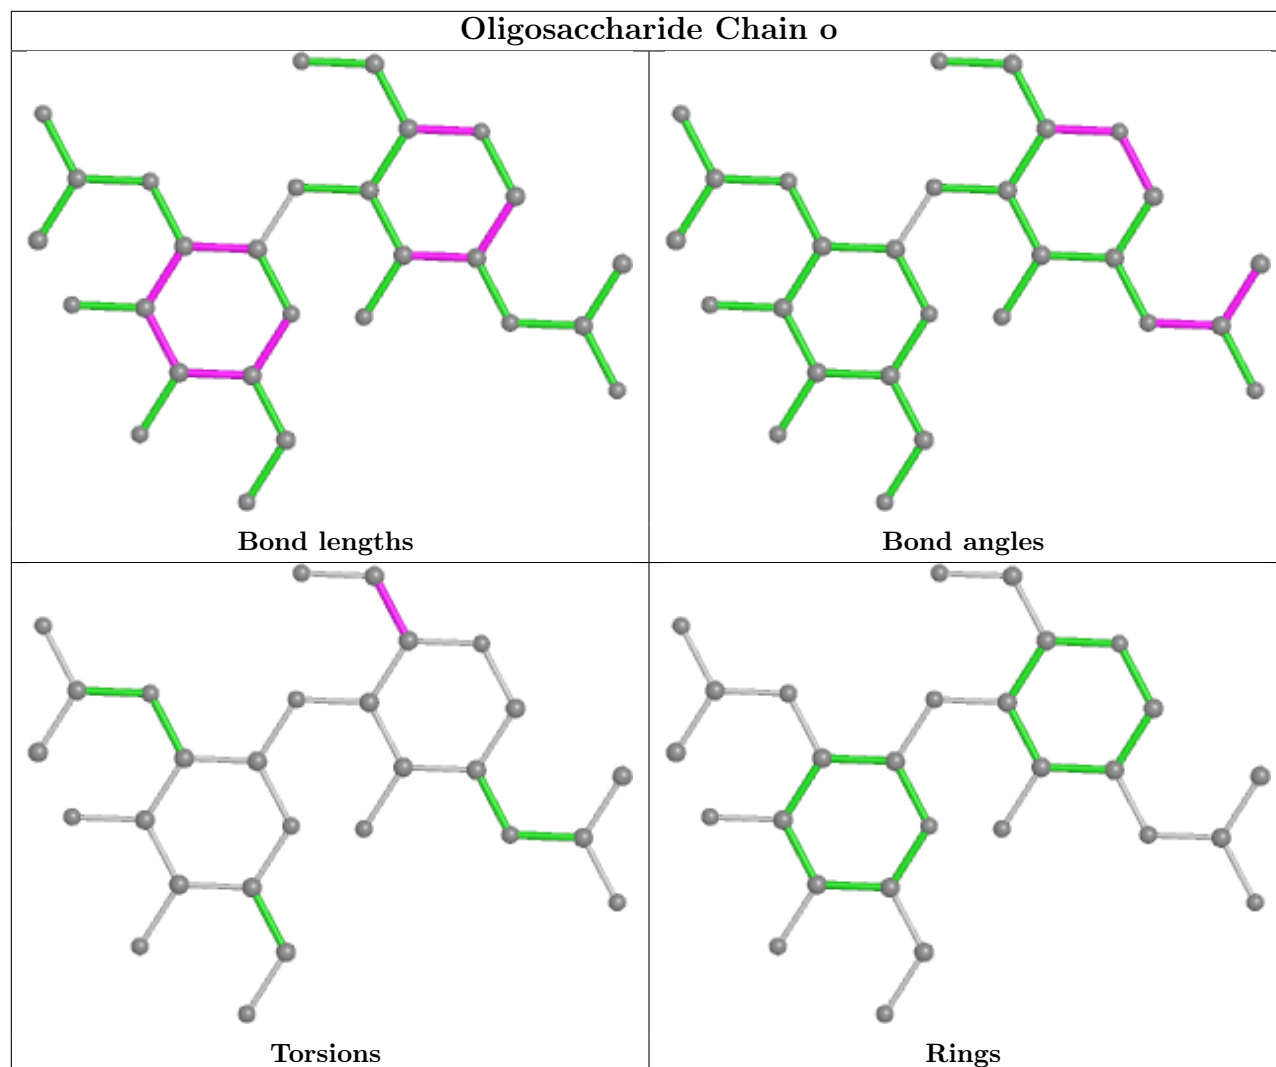 Oligosaccharide Chain o
Bond lengths
Bond angles
Torsions
Rings